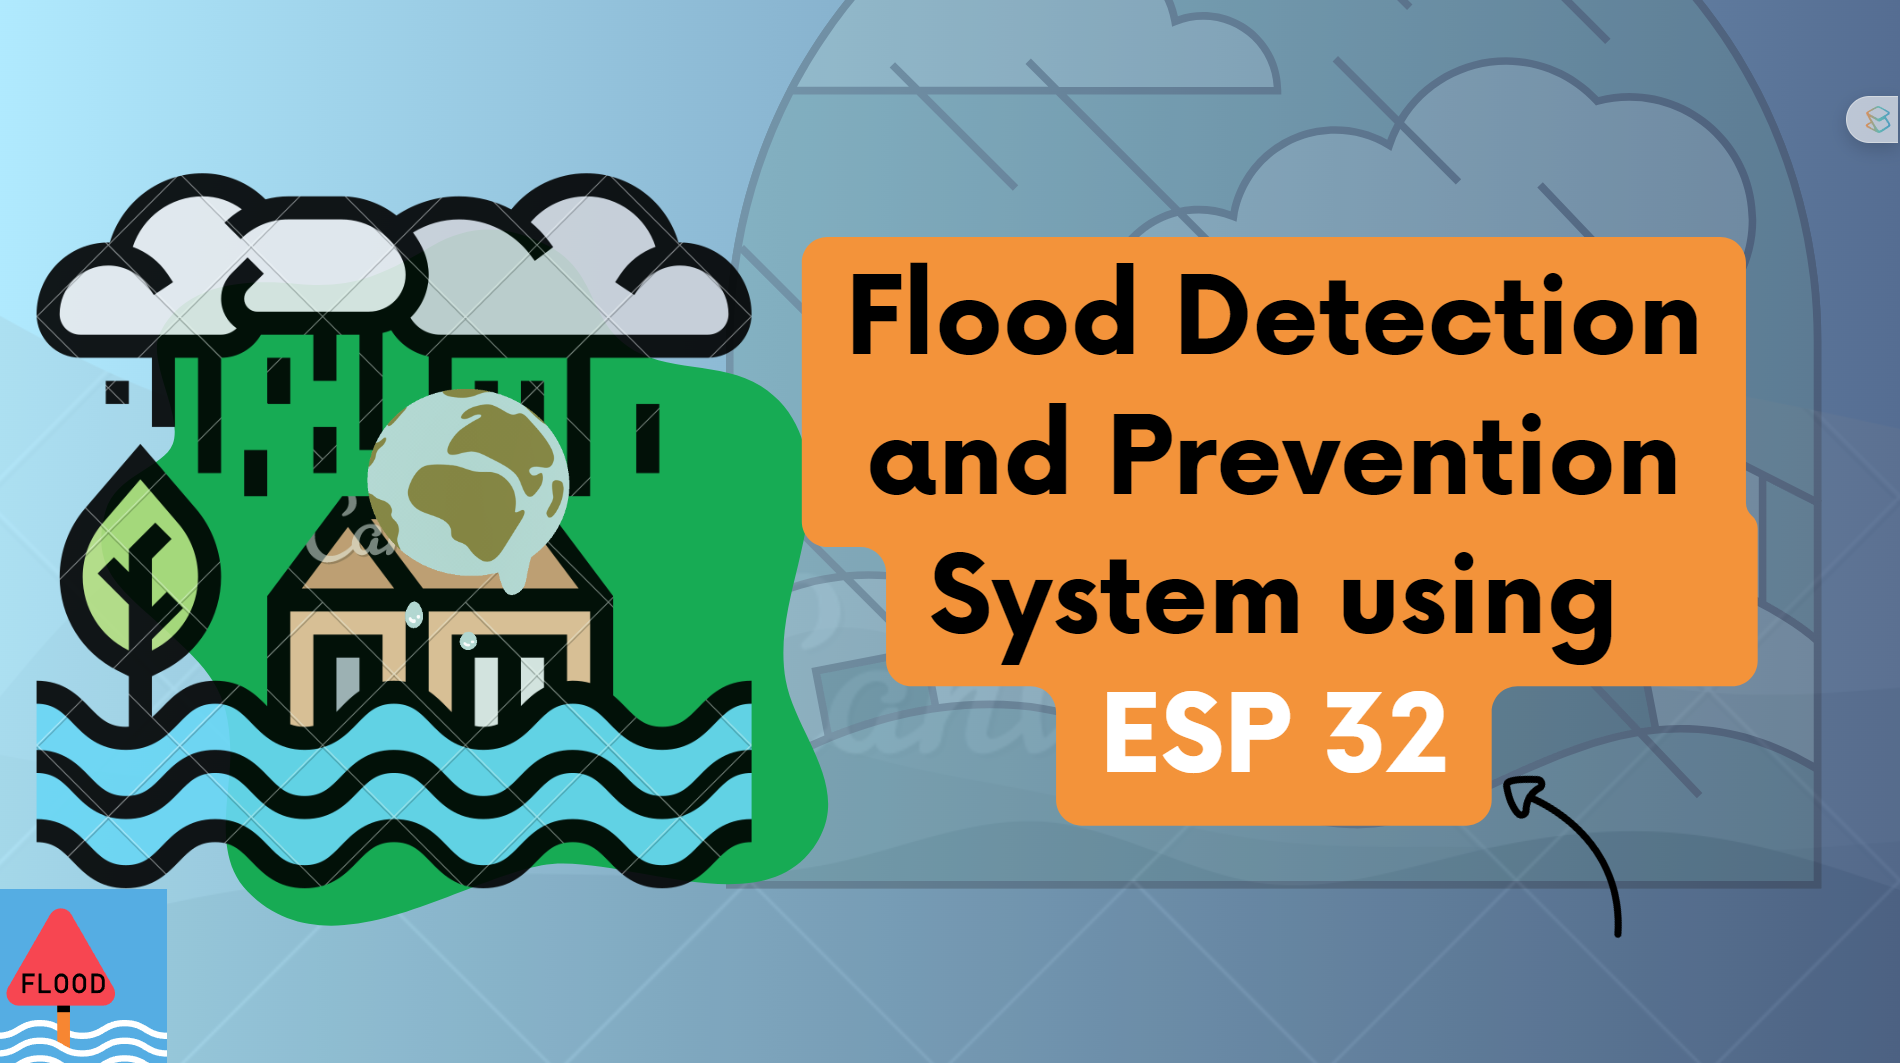 Flood Detection
and Prevention
System using
ESP 32
FLOOD